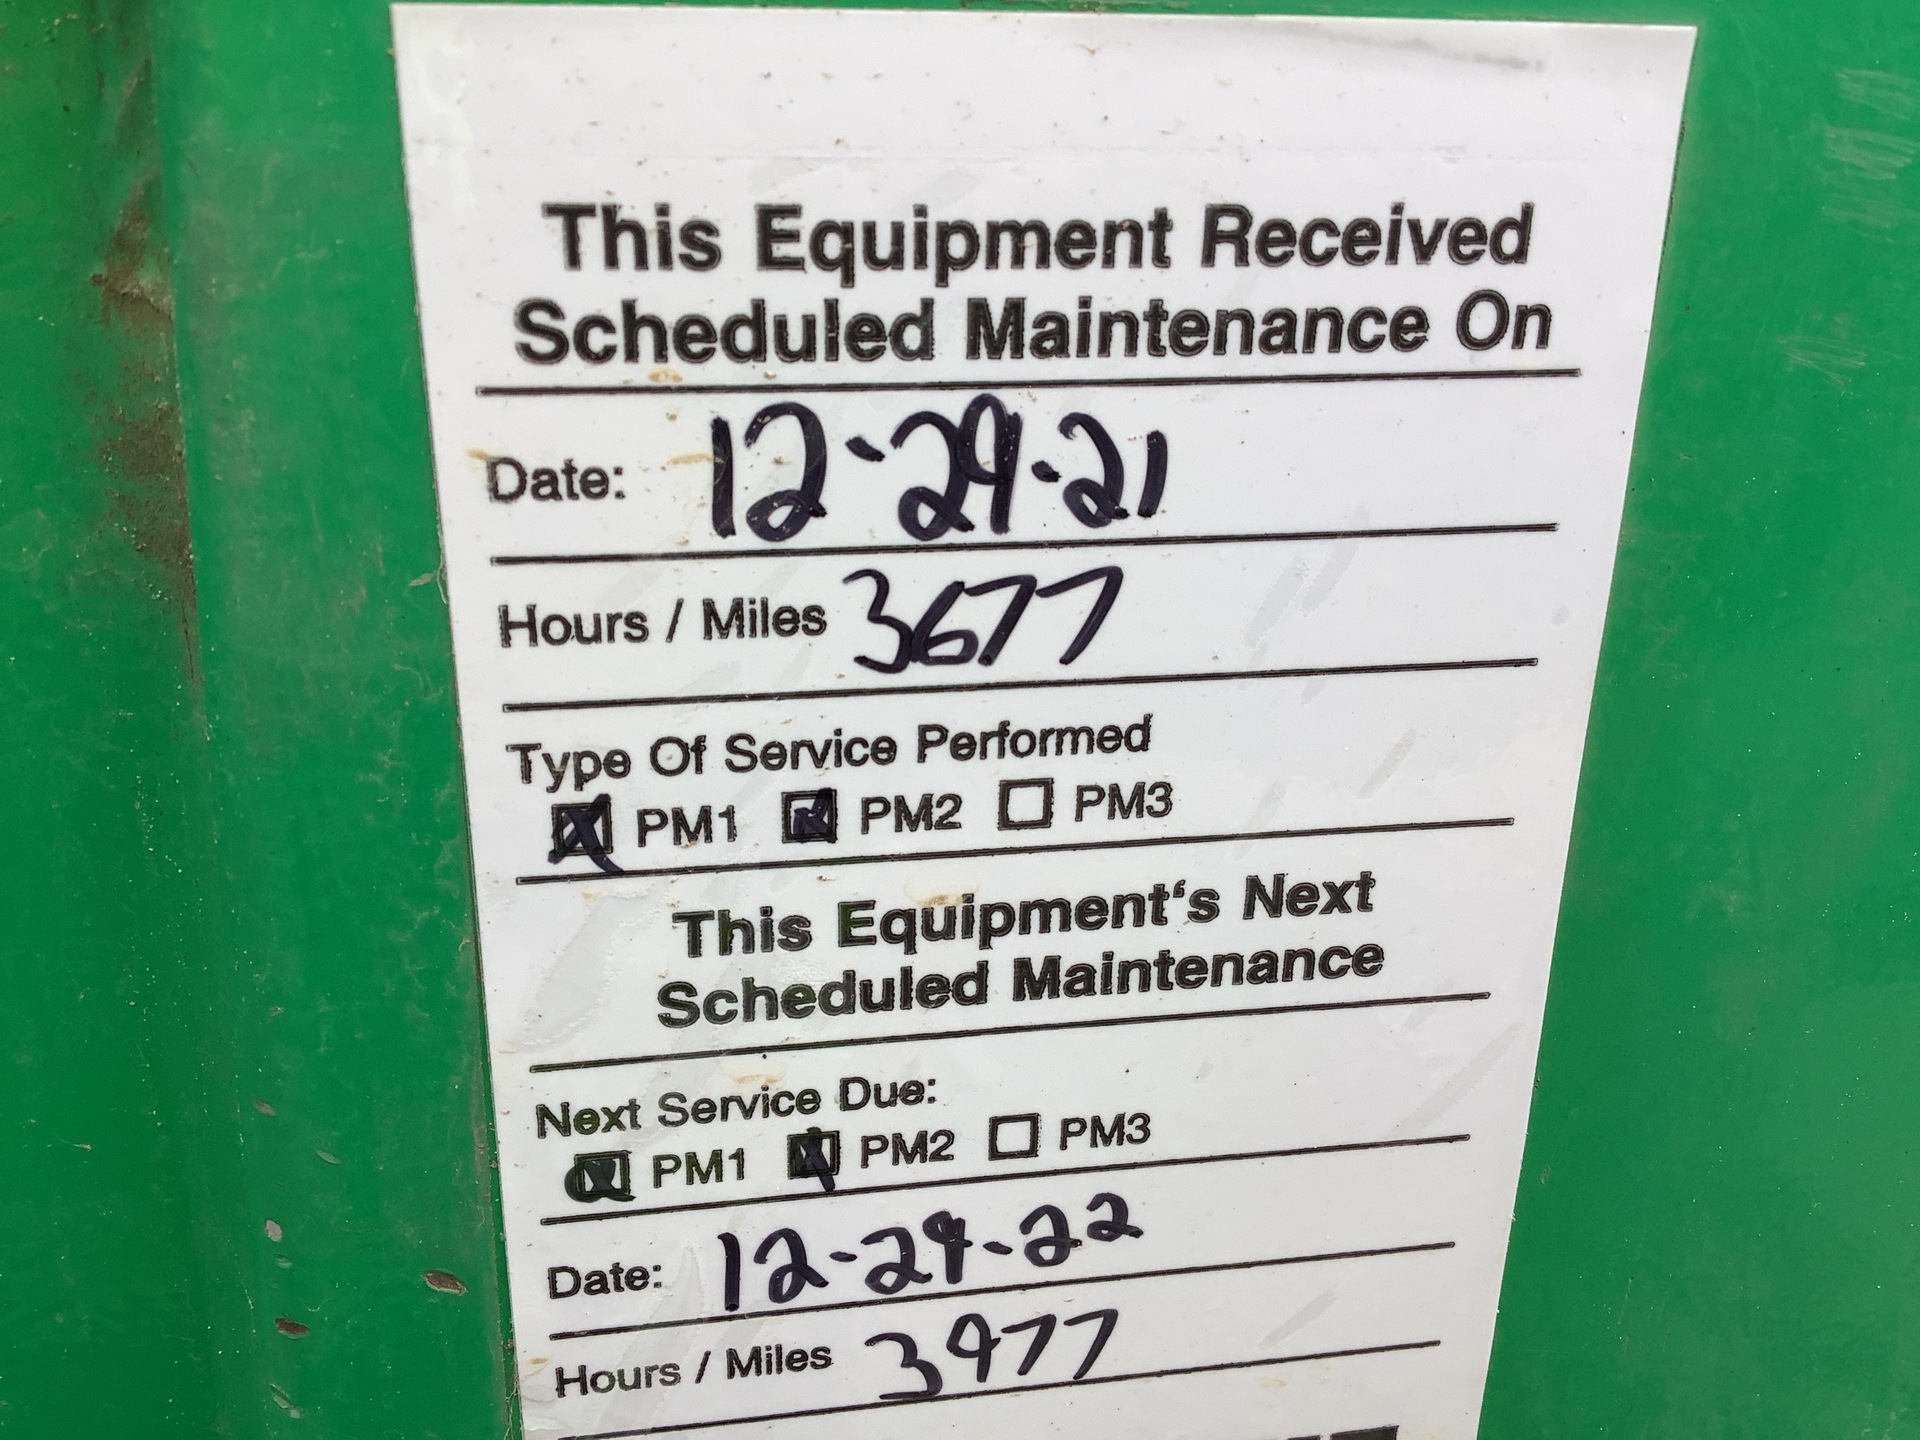 This Equipment Received
Scheduled Maintenance On
Date: 12-29-21
Hours / Miles 3677
Type Of Service Performed
PM1 PM2 PM3
This Equipment‘s Next
Scheduled Maintenance
Next Service Due:
PM1 PM2 PM3
Date: 12-29-22
Hours / Miles 3977